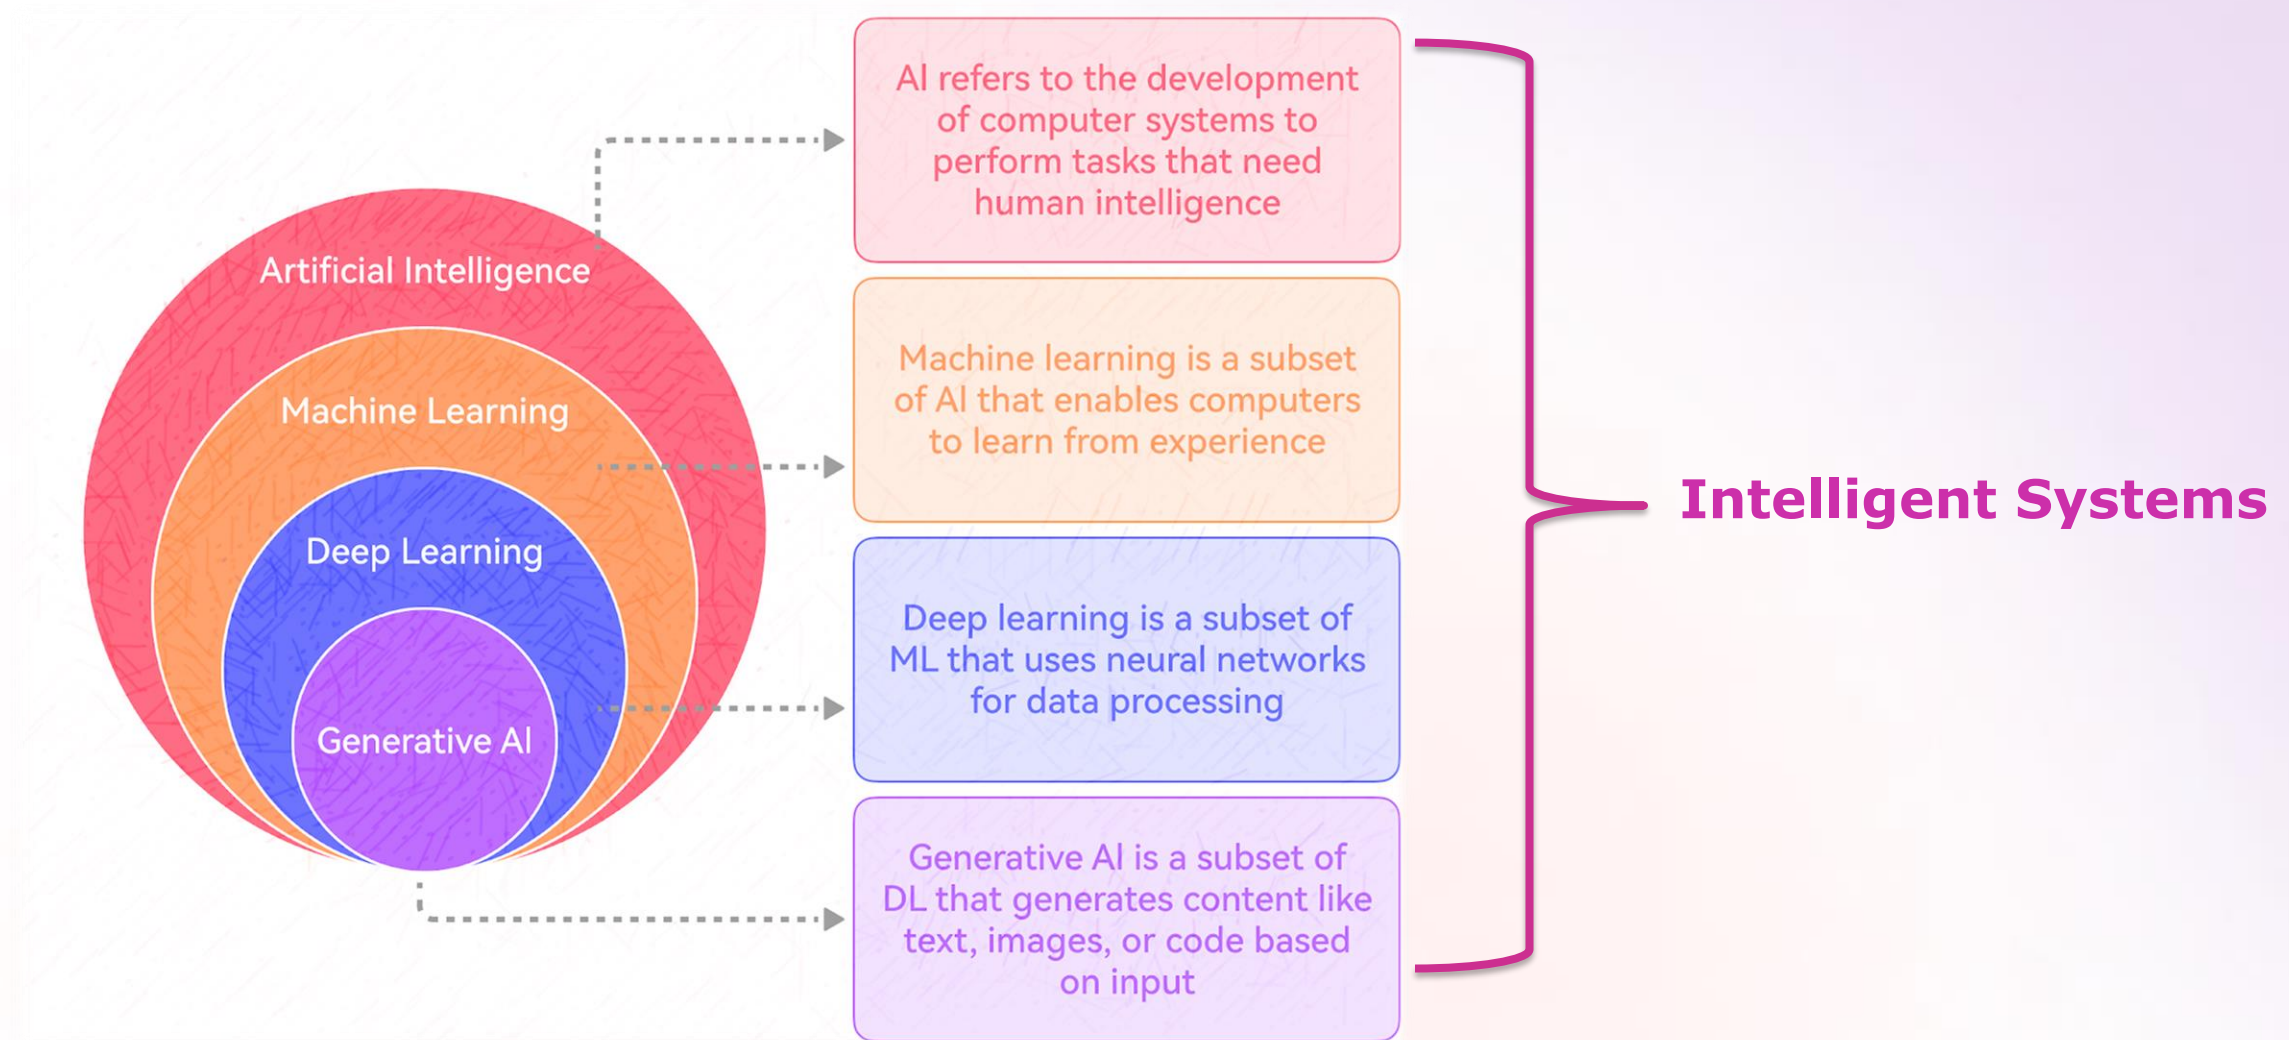 Artificial Intelligence
Machine Learning
Deep Learning
Generative AI
AI refers to the development
of computer systems to
perform tasks that need
human intelligence
Machine learning is a subset
of AI that enables computers
to learn from experience
Deep learning is a subset of
ML that uses neural networks
for data processing
Generative AI is a subset of
DL that generates content like
text, images, or code based
on input
Intelligent Systems